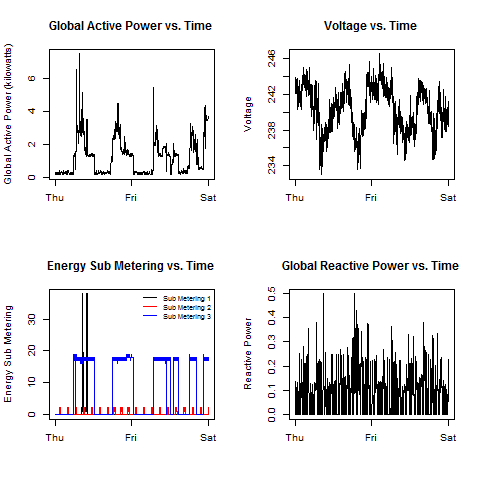 Global Active Power vs. Time
Global Active Power (kilowatts)
0
2
4
6
Thu
Fri
Sat
Voltage vs. Time
Voltage
234
238
242
246
Thu
Fri
Sat
Energy Sub Metering vs. Time
Energy Sub Metering
0
10
20
30
Sub Metering 1
Sub Metering 2
Sub Metering 3
Thu
Fri
Sat
Global Reactive Power vs. Time
Reactive Power
0.0
0.1
0.2
0.3
0.4
0.5
Thu
Fri
Sat